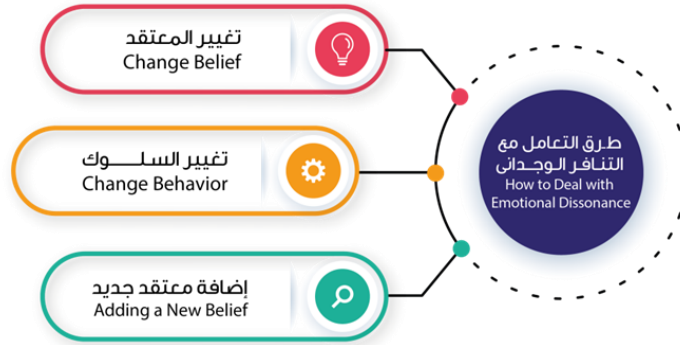 تغيير المعتقد
Change Belief
تغيير السلـــوك
Change Behavior
إضافة معتقد جديد
Adding a New Belief
طرق التعامل مع
التنافر الوجدانى
How to Deal with
Emotional Dissonance